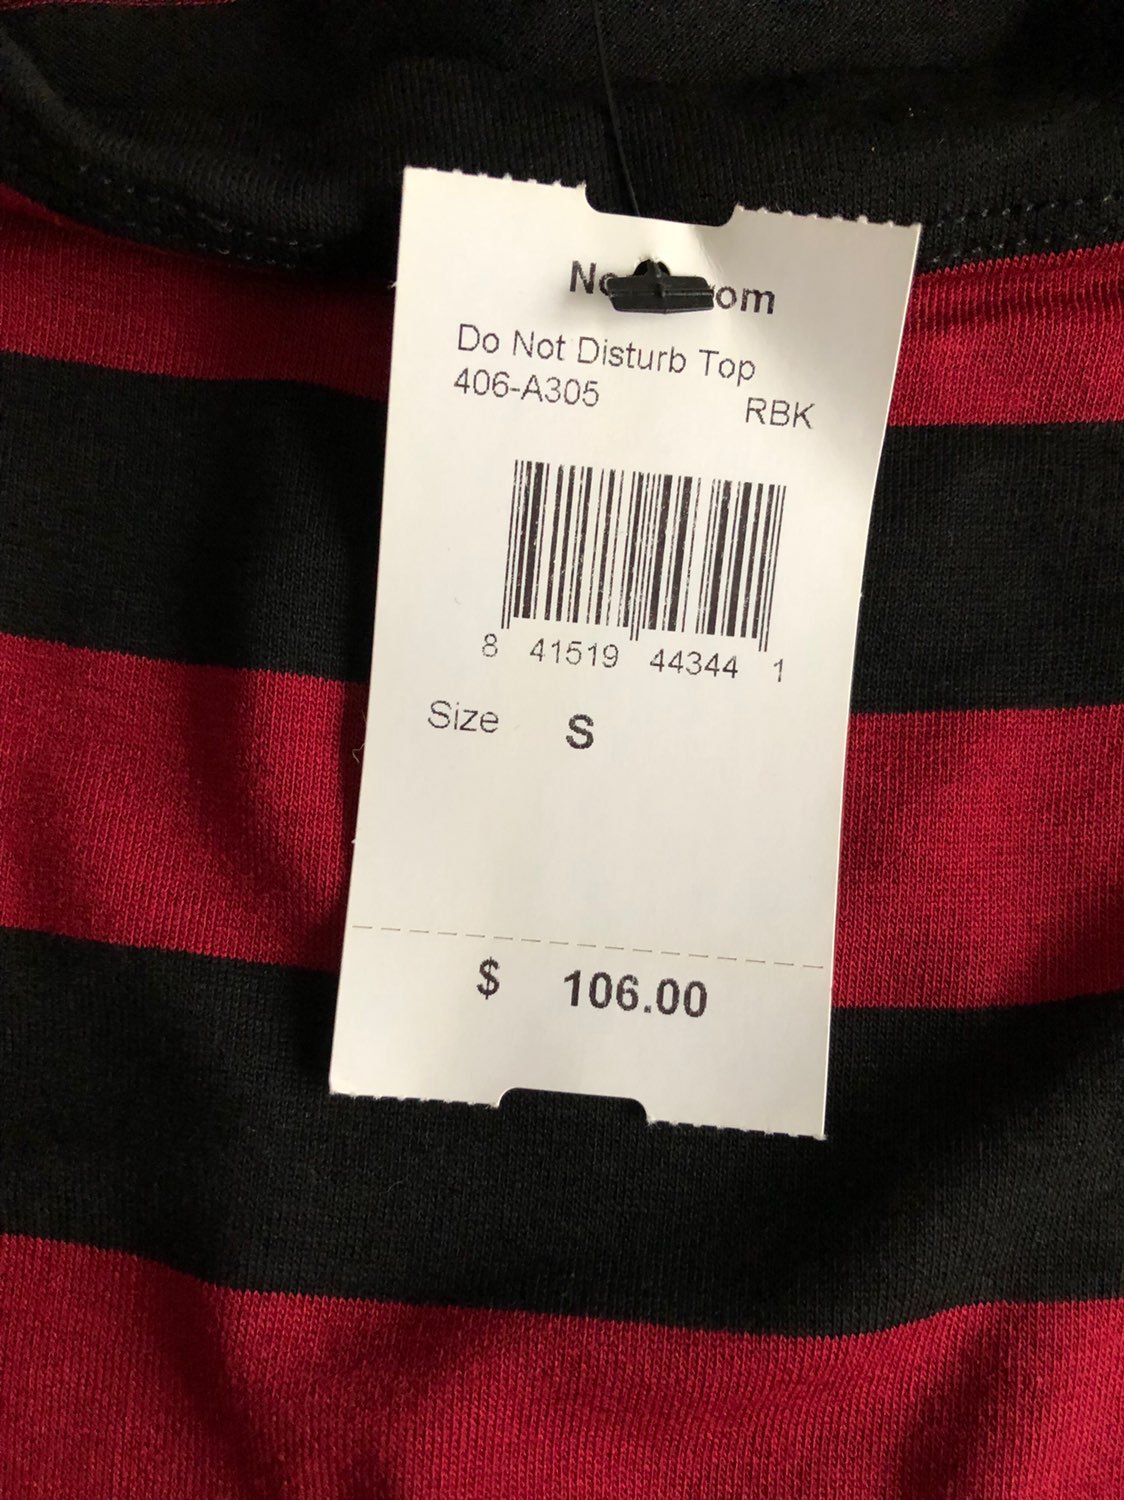 Do Not Disturb Top
406-A305 RBK
8 41519 44344 1
Size S
$ 106.00